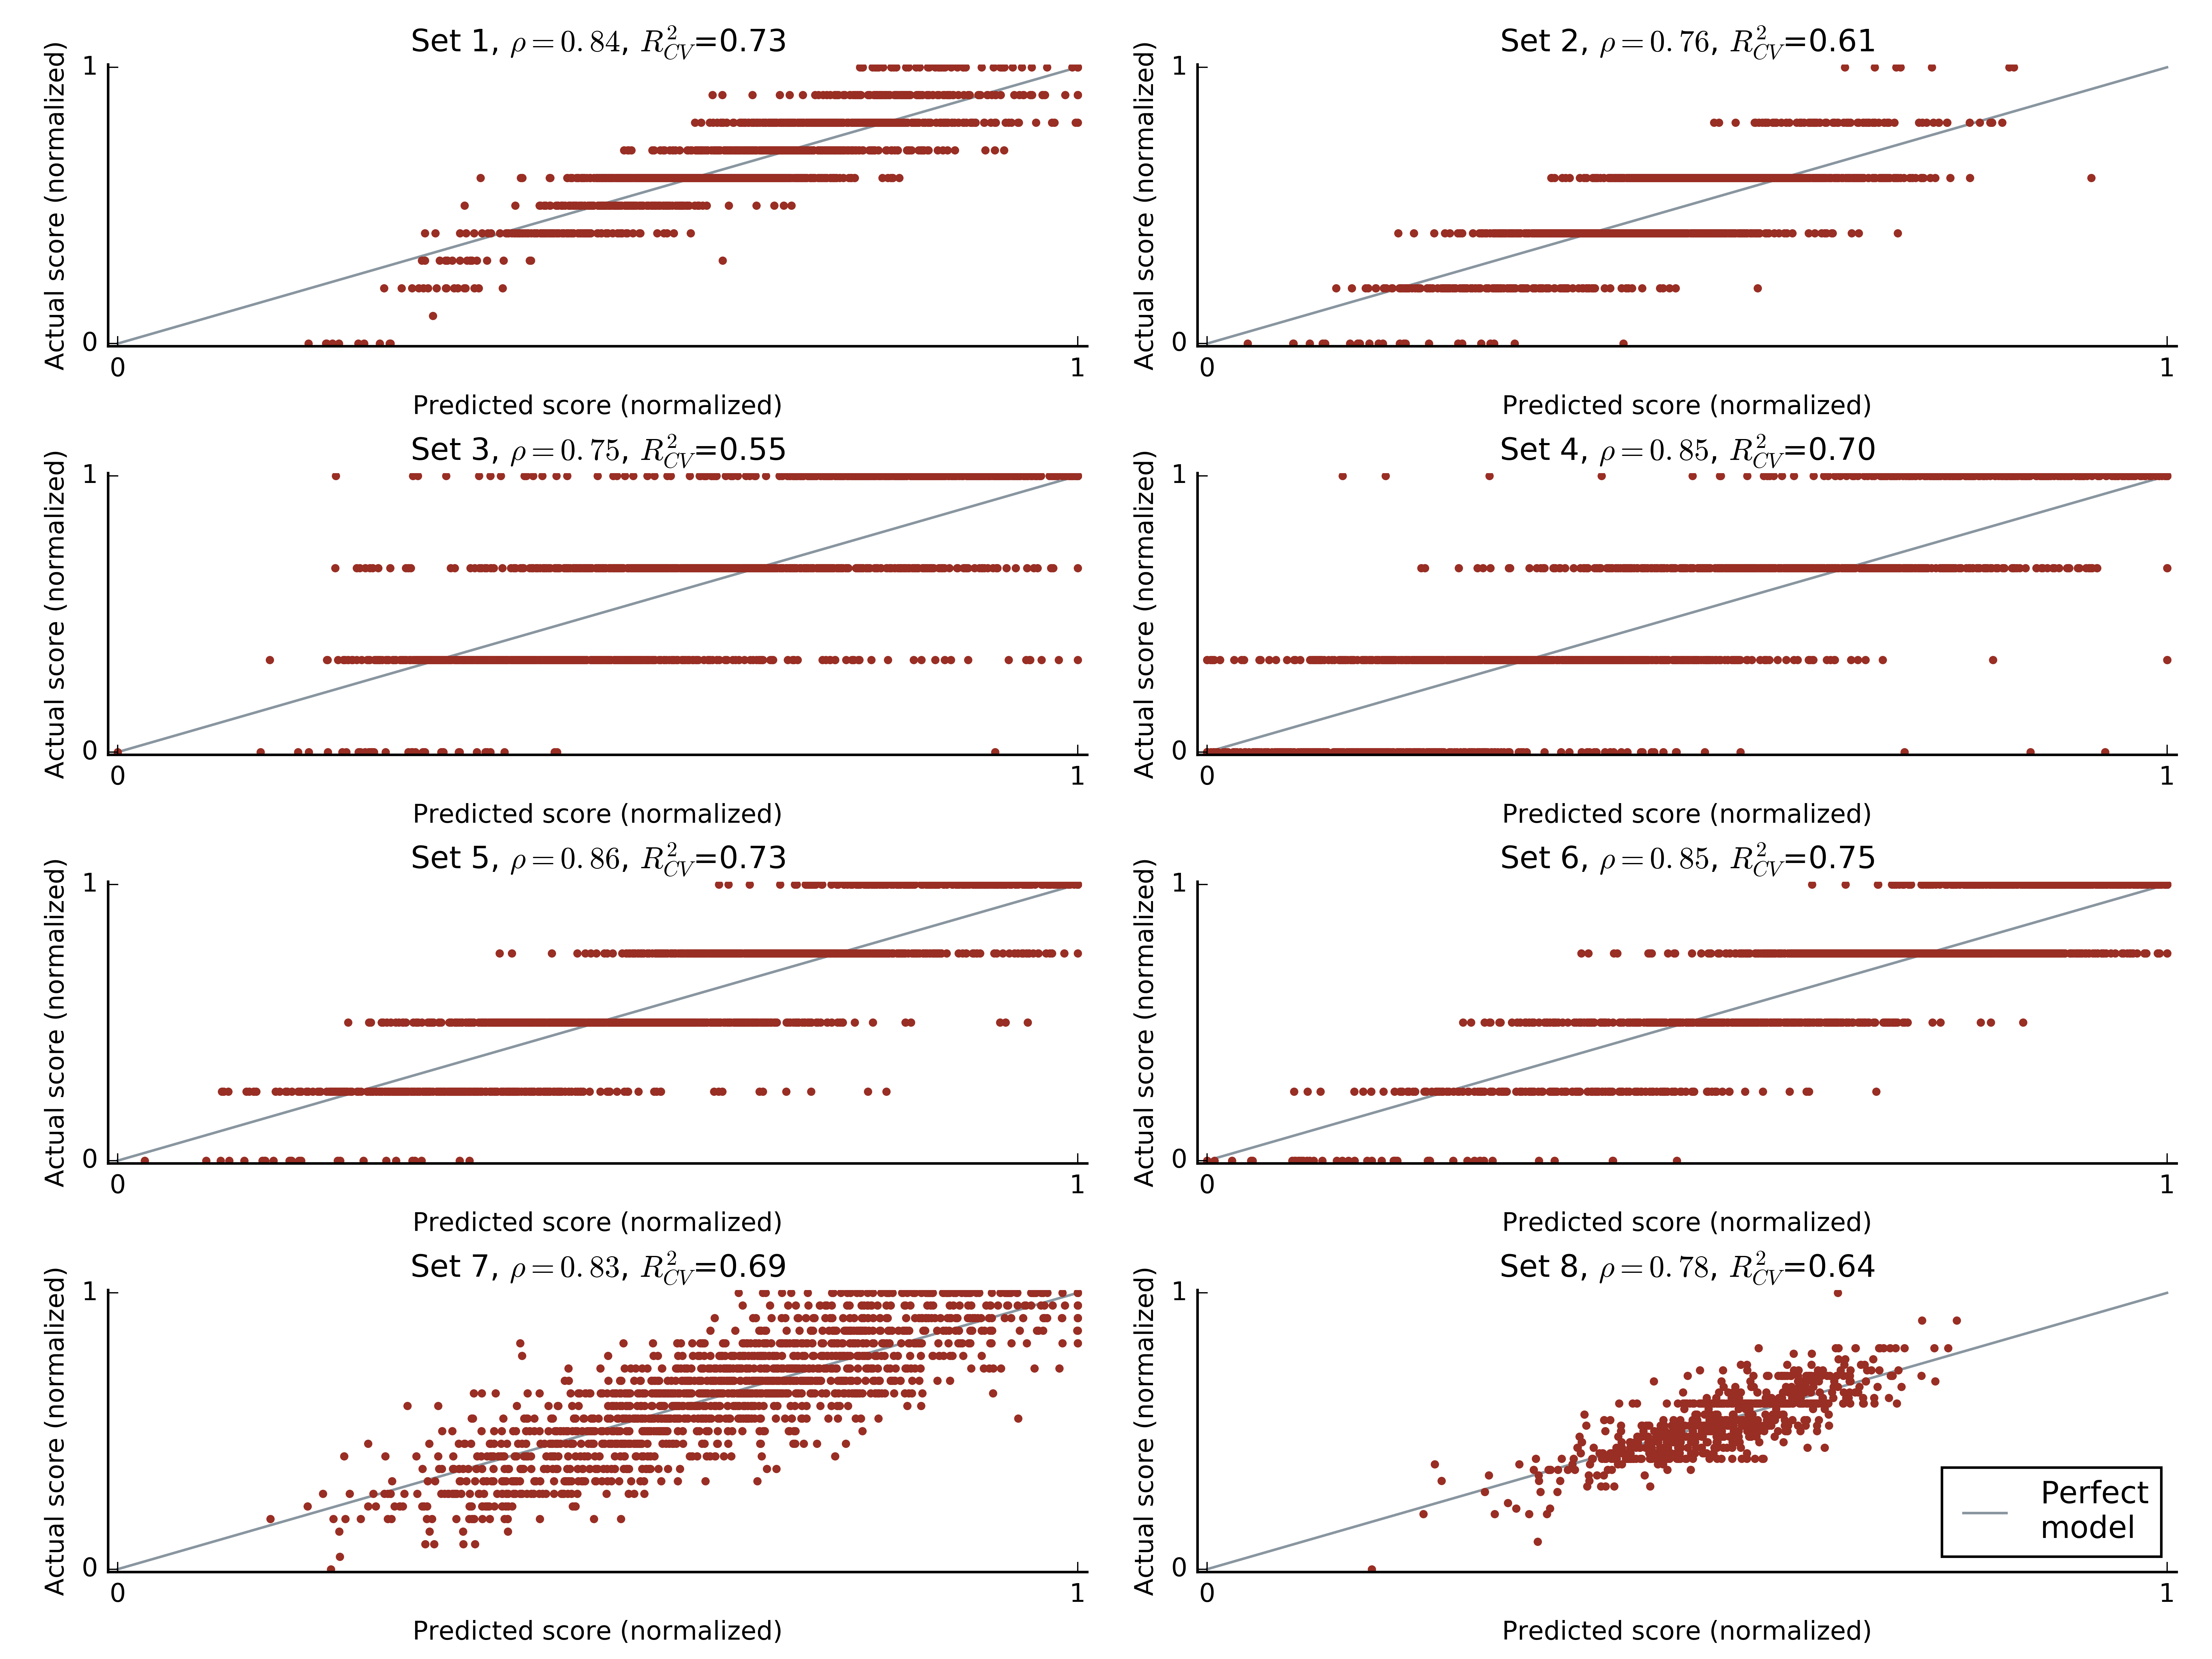 Set 1, ρ = 0.84, R²_CV=0.73
Actual score (normalized)
1
0
0
1
Predicted score (normalized)
Set 2, ρ = 0.76, R²_CV=0.61
Actual score (normalized)
1
0
0
1
Predicted score (normalized)
Set 3, ρ = 0.75, R²_CV=0.55
Actual score (normalized)
1
0
0
1
Predicted score (normalized)
Set 4, ρ = 0.85, R²_CV=0.70
Actual score (normalized)
1
0
0
1
Predicted score (normalized)
Set 5, ρ = 0.86, R²_CV=0.73
Actual score (normalized)
1
0
0
1
Predicted score (normalized)
Set 6, ρ = 0.85, R²_CV=0.75
Actual score (normalized)
1
0
0
1
Predicted score (normalized)
Set 7, ρ = 0.83, R²_CV=0.69
Actual score (normalized)
1
0
0
1
Predicted score (normalized)
Set 8, ρ = 0.78, R²_CV=0.64
Actual score (normalized)
1
0
0
1
Predicted score (normalized)
Perfect
model